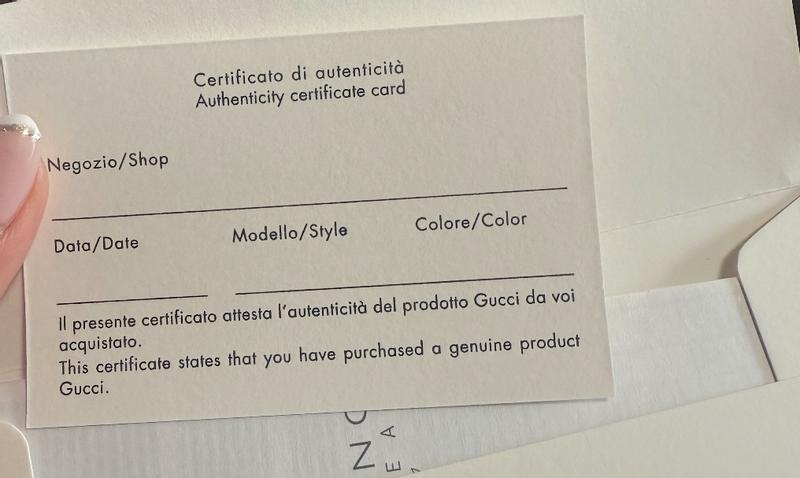 Certificato di autenticità
Authenticity certificate card
Negozio/Shop
Data/Date Modello/Style Colore/Color
Il presente certificato attesta l'autenticità del prodotto Gucci da voi
acquistato.
This certificate states that you have purchased a genuine product
Gucci.